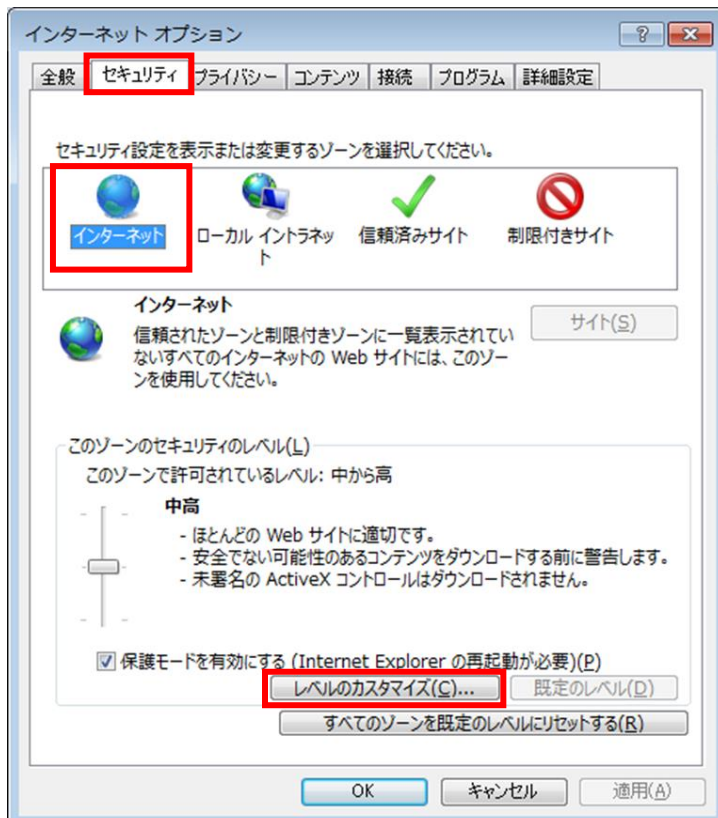 インターネット オプション
全般 セキュリティ プライバシー コンテンツ 接続 プログラム 詳細設定
セキュリティ設定を表示または変更するゾーンを選択してください。
インターネット ローカル イントラネッ 信頼済みサイト 制限付きサイト
ト
インターネット
サイト(S)
信頼されたゾーンと制限付きゾーンに一覧表示されてい
ないすべてのインターネットの Web サイトには、このゾー
ンを使用してください。
このゾーンのセキュリティのレベル(L)
このゾーンで許可されているレベル: 中から高
中高
- ほとんどの Web サイトに適切です。
- 安全でない可能性のあるコンテンツをダウンロードする前に警告します。
- 未署名の ActiveX コントロールはダウンロードされません。
保護モードを有効にする (Internet Explorer の再起動が必要)(P)
レベルのカスタマイズ(C)... 既定のレベル(D)
すべてのゾーンを既定のレベルにリセットする(R)
OK キャンセル 適用(A)